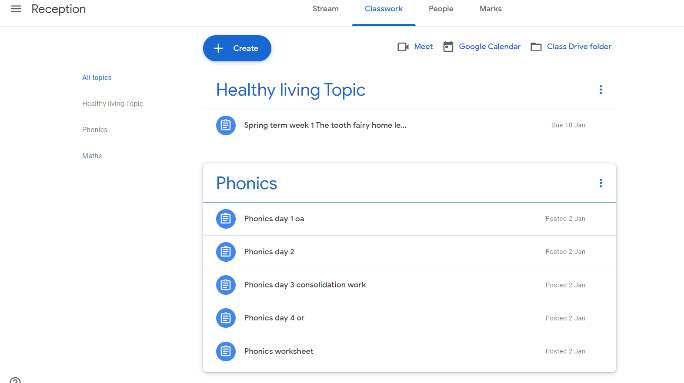 Reception
Stream Classwork People Marks
Create
Meet Google Calendar Class Drive folder
All topics
Healthy living Topic
Phonics
Maths
Healthy living Topic
Spring term week 1 The tooth fairy home le... Due 10 Jan
Phonics
Phonics day 1 oa Posted 2 Jan
Phonics day 2 Posted 2 Jan
Phonics day 3 consolidation work Posted 2 Jan
Phonics day 4 or Posted 2 Jan
Phonics worksheet Posted 2 Jan